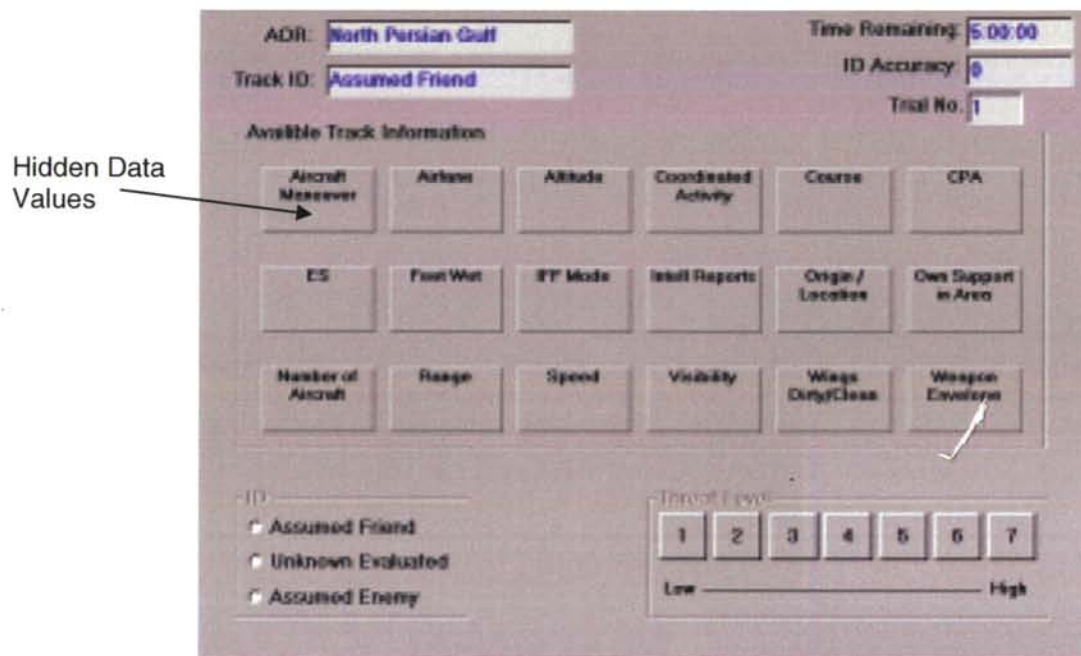 AOR: North Persian Gulf
Time Remaining: 5:00:00
Track ID: Assumed Friend
ID Accuracy: 0
Trial No. 1
Availible Track Information
Hidden Data
Values
Aircraft
Maneuver
Airlane
Altitude
Coordinated
Activity
Course
CPA
ES
Feet Wet
IFF Mode
Intell Reports
Origin /
Location
Own Support
in Area
Number of
Aircraft
Range
Speed
Visibility
Wings
Dirty/Clean
Weapon
Envelope
ID
Assumed Friend
Unknown Evaluated
Assumed Enemy
Threat Level
1 2 3 4 5 6 7
Low High